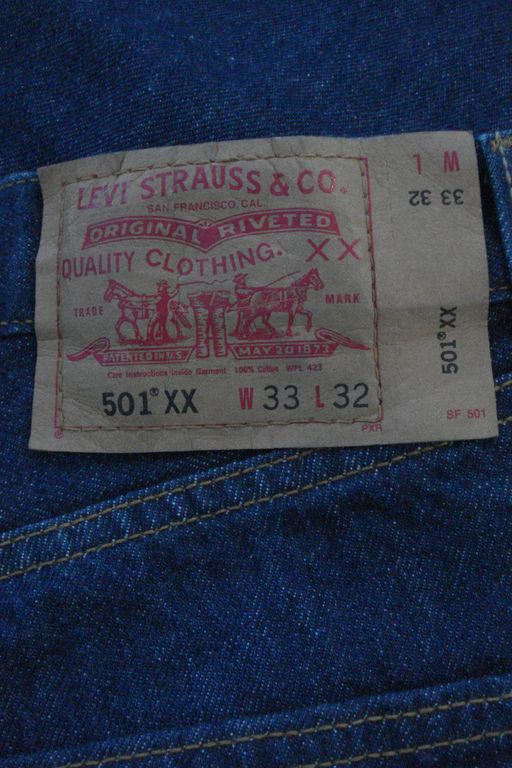 LEVI STRAUSS & CO.
SAN FRANCISCO, CAL.
ORIGINAL RIVETED
QUALITY CLOTHING. XX
TRADE MARK
PATENTED IN U.S. MAY 20 1873
Care Instructions Inside Garment 100% Cotton WPL 423
501® XX W 33 L 32
® PXR
W L
33 32
501® XX
SF 501